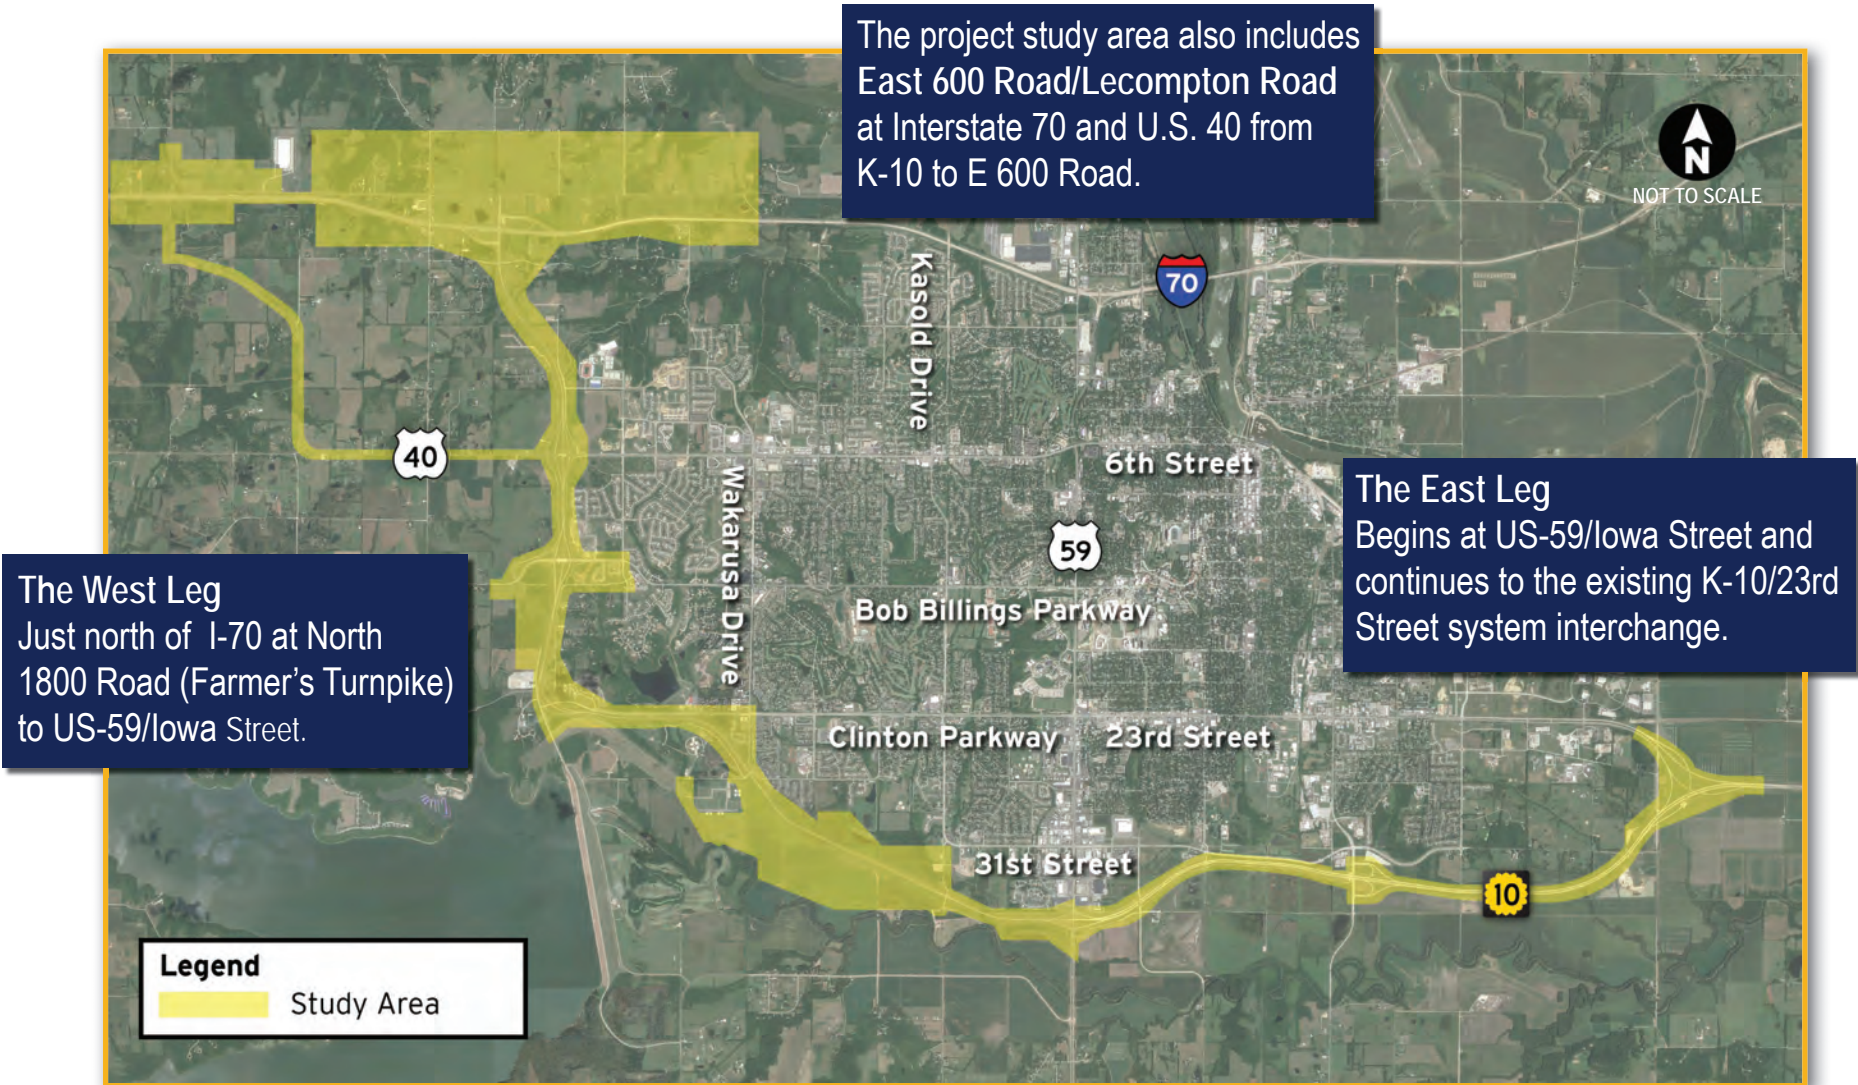 The project study area also includes
East 600 Road/Lecompton Road
at Interstate 70 and U.S. 40 from
K-10 to E 600 Road.
N
NOT TO SCALE
70
Kasold Drive
40
6th Street
Wakarusa Drive
59
The East Leg
Begins at US-59/Iowa Street and
continues to the existing K-10/23rd
Street system interchange.
The West Leg
Just north of I-70 at North
1800 Road (Farmer's Turnpike)
to US-59/Iowa Street.
Bob Billings Parkway
Clinton Parkway
23rd Street
31st Street
10
Legend
Study Area